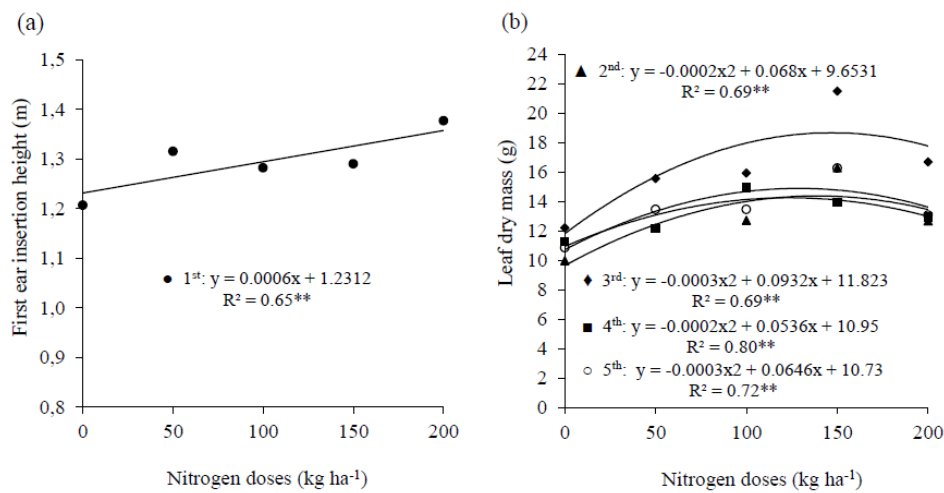 (a)
First ear insertion height (m)
1,5
1,4
1,3
1,2
1,1
1,0
0,9
0,8
1st: y = 0.0006x + 1.2312
R² = 0.65**
0 50 100 150 200
Nitrogen doses (kg ha-1)
(b)
Leaf dry mass (g)
24
22
20
18
16
14
12
10
8
6
4
2
0
2nd: y = -0.0002x2 + 0.068x + 9.6531
R² = 0.69**
3rd: y = -0.0003x2 + 0.0932x + 11.823
R² = 0.69**
4th: y = -0.0002x2 + 0.0536x + 10.95
R² = 0.80**
5th: y = -0.0003x2 + 0.0646x + 10.73
R² = 0.72**
0 50 100 150 200
Nitrogen doses (kg ha-1)